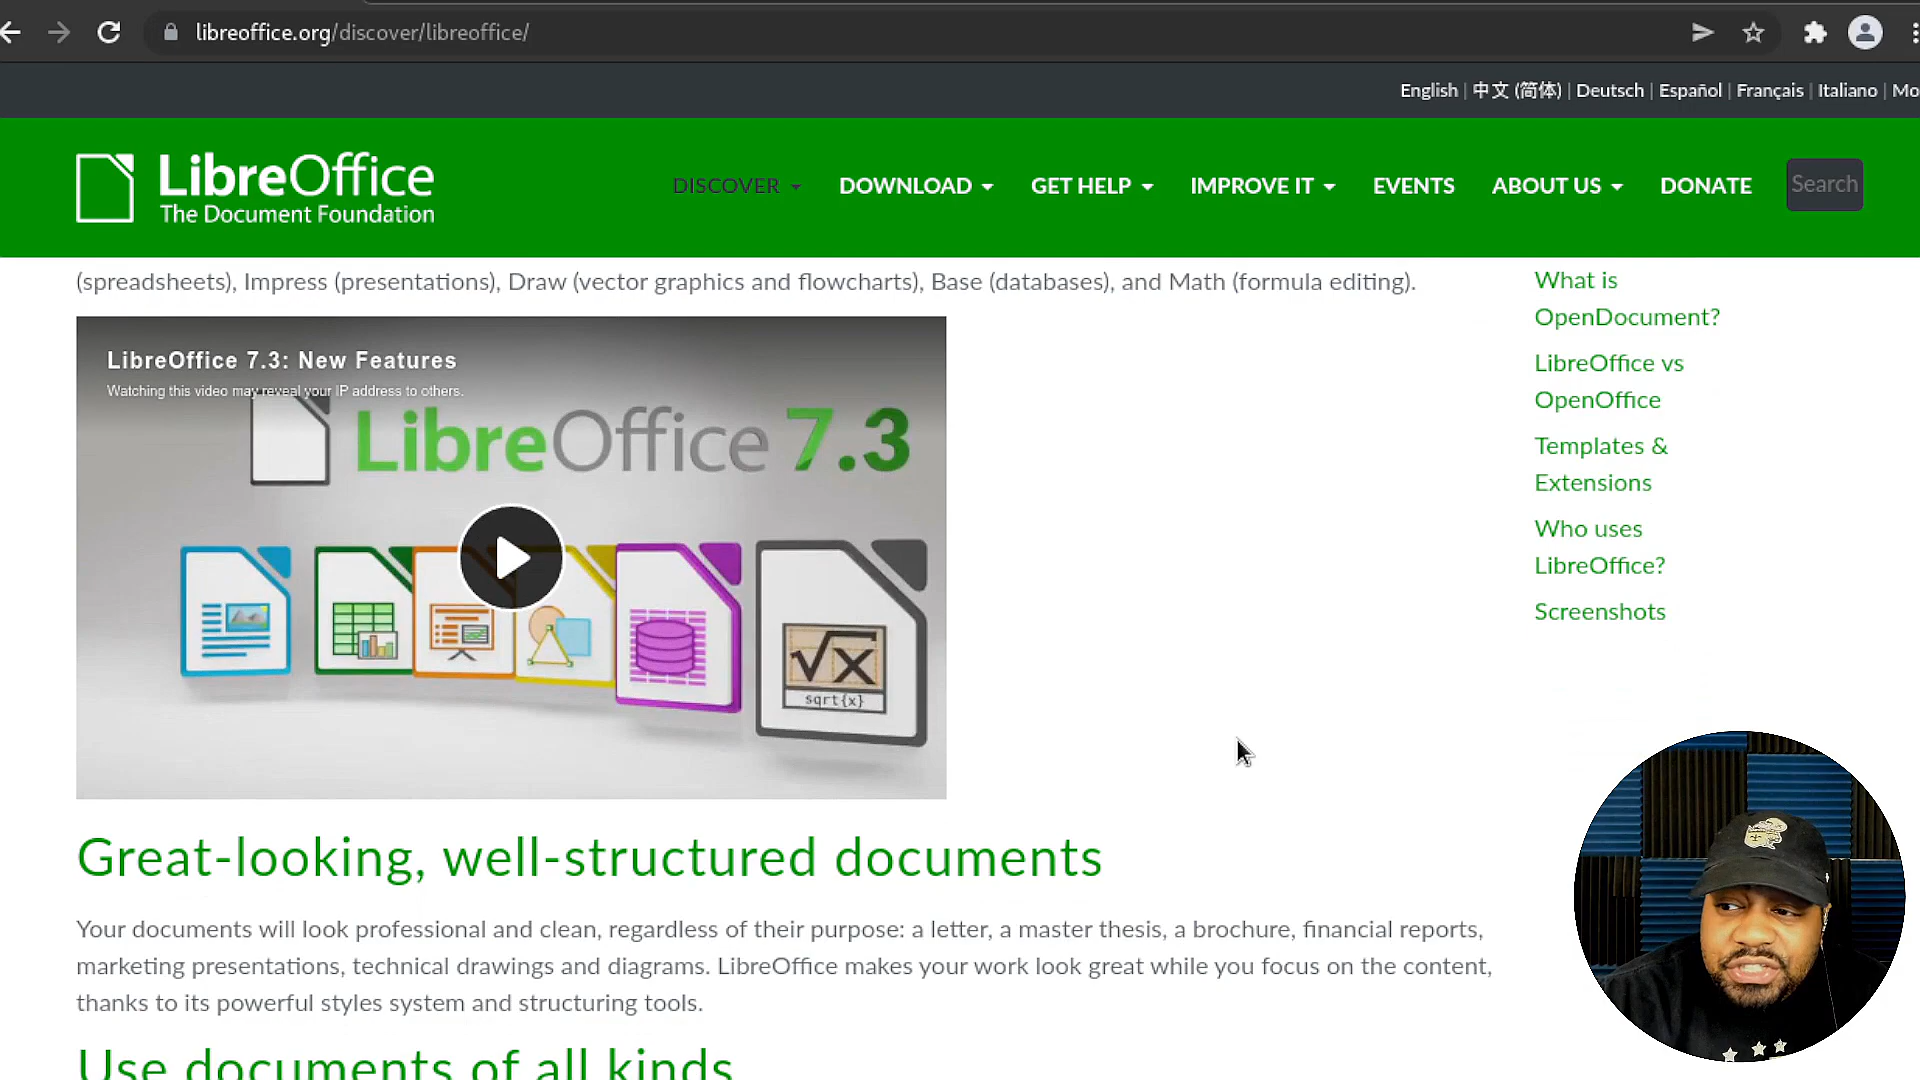 libreoffice.org/discover/libreoffice/
English | 中文 (简体) | Deutsch | Español | Français | Italiano | Mo
LibreOffice
The Document Foundation
DISCOVER DOWNLOAD GET HELP IMPROVE IT EVENTS ABOUT US DONATE Search
(spreadsheets), Impress (presentations), Draw (vector graphics and flowcharts), Base (databases), and Math (formula editing).
LibreOffice 7.3: New Features
Watching this video may reveal your IP address to others.
LibreOffice 7.3
√x
sqrt{x}
Great-looking, well-structured documents
Your documents will look professional and clean, regardless of their purpose: a letter, a master thesis, a brochure, financial reports,
marketing presentations, technical drawings and diagrams. LibreOffice makes your work look great while you focus on the content,
thanks to its powerful styles system and structuring tools.
Use documents of all kinds
What is
OpenDocument?
LibreOffice vs
OpenOffice
Templates &
Extensions
Who uses
LibreOffice?
Screenshots